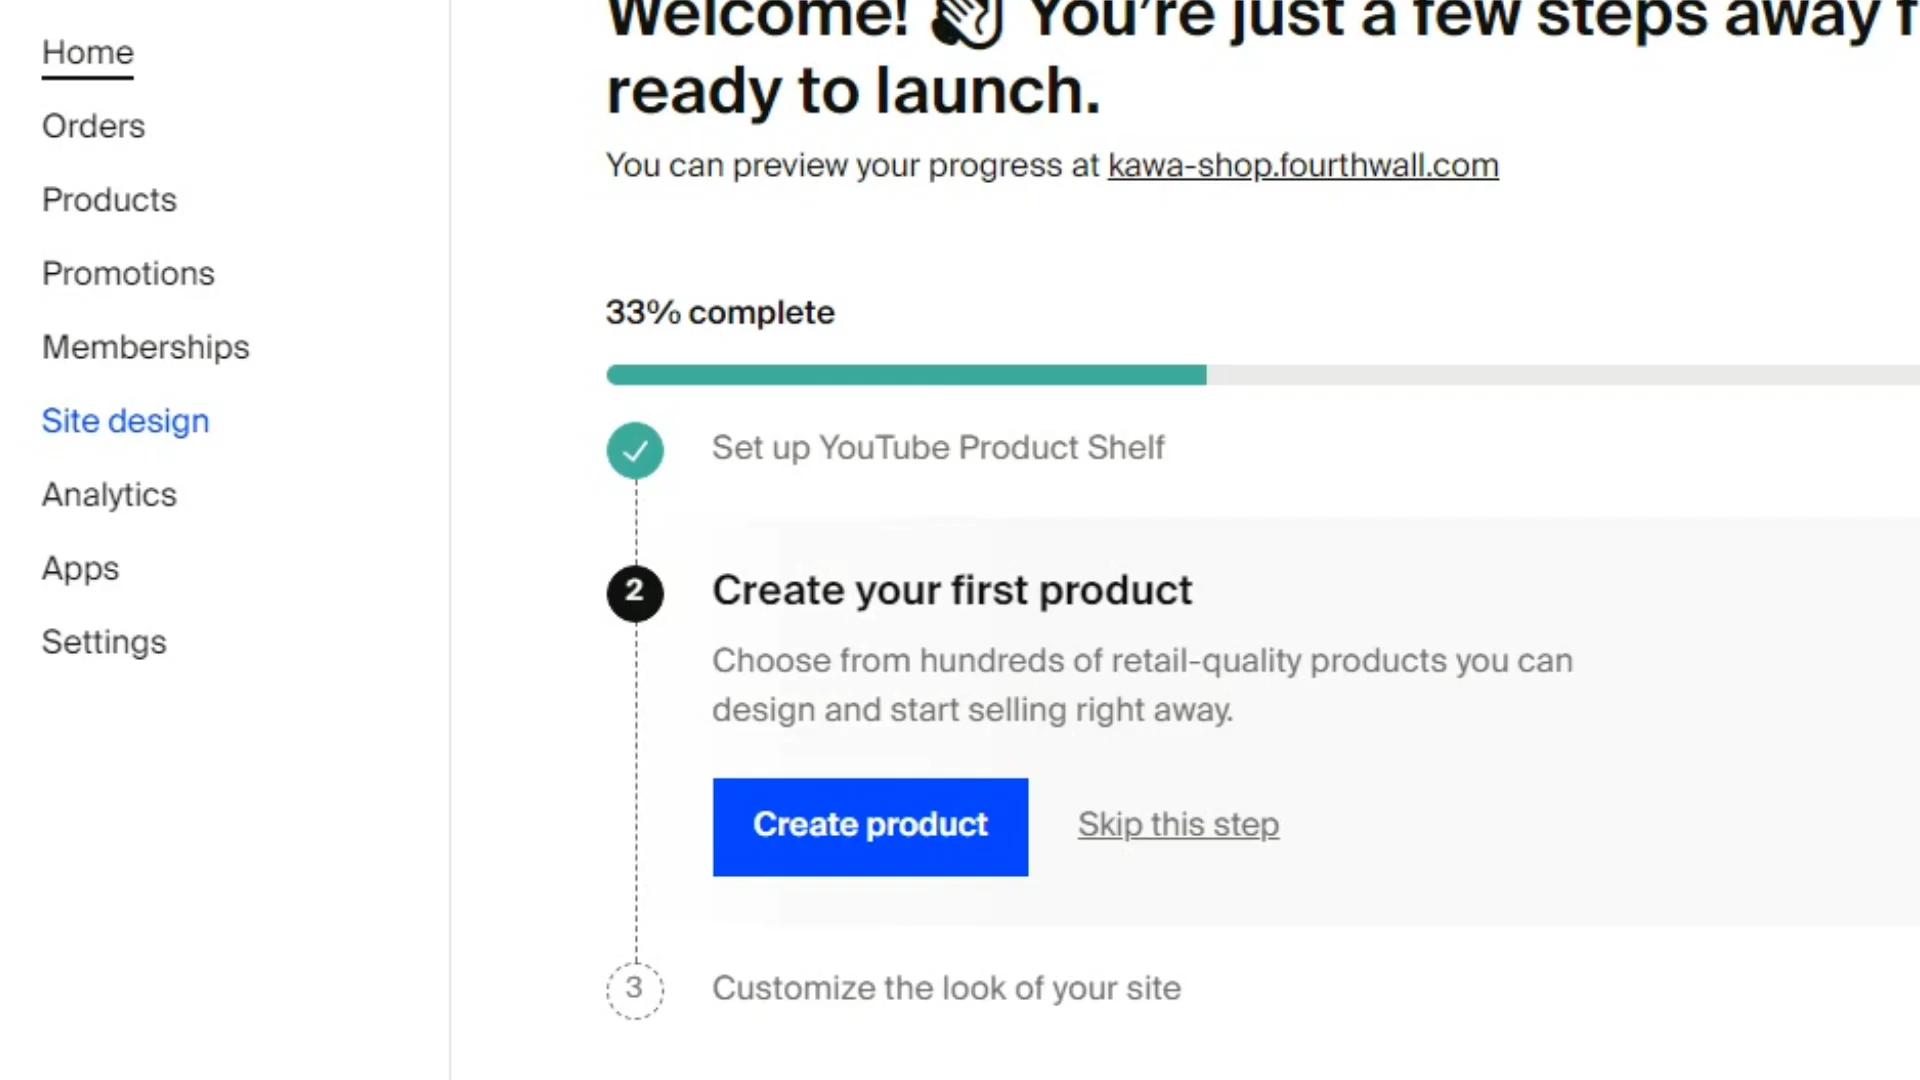 Home
Orders
Products
Promotions
Memberships
Site design
Analytics
Apps
Settings
Welcome! 👋 You're just a few steps away
ready to launch.
You can preview your progress at kawa-shop.fourthwall.com
33% complete
Set up YouTube Product Shelf
2
Create your first product
Choose from hundreds of retail-quality products you can
design and start selling right away.
Create product
Skip this step
3
Customize the look of your site